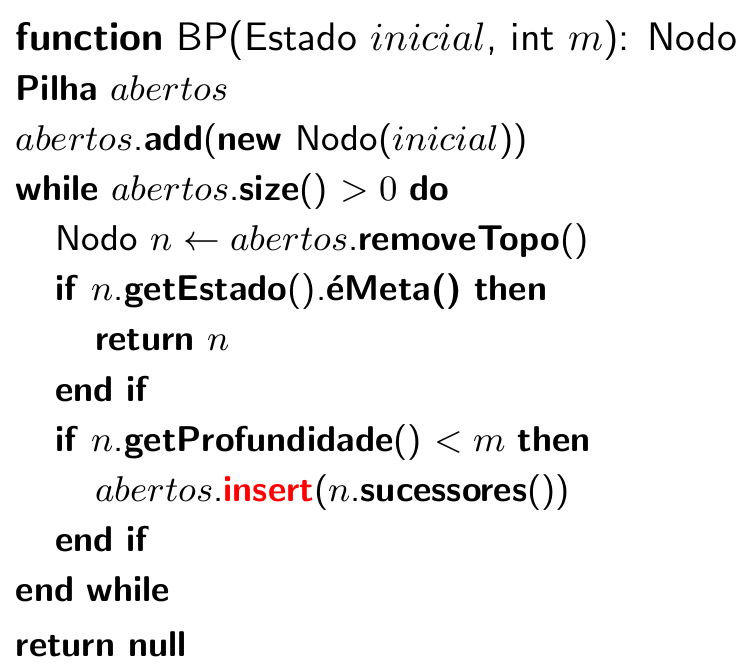 function BP(Estado inicial, int m): Nodo
Pilha abertos
abertos.add(new Nodo(inicial))
while abertos.size() > 0 do
Nodo n ← abertos.removeTopo()
if n.getEstado().éMeta() then
return n
end if
if n.getProfundidade() < m then
abertos.insert(n.sucessores())
end if
end while
return null